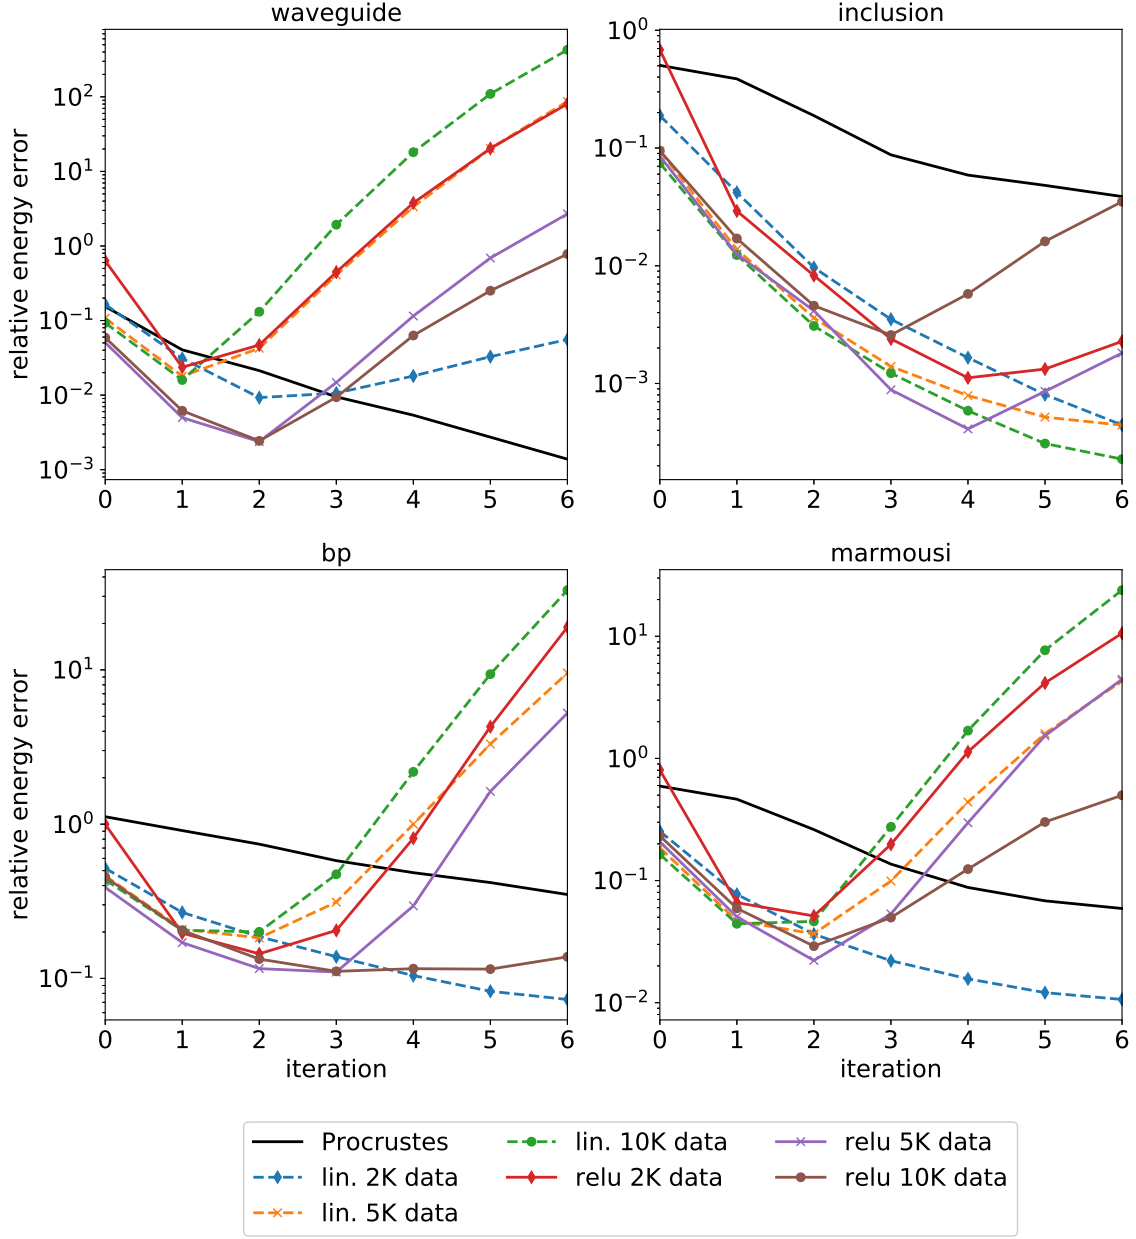 waveguide
inclusion
relative energy error
10^2
10^1
10^0
10^-1
10^-2
10^-3
0 1 2 3 4 5 6
10^0
10^-1
10^-2
10^-3
0 1 2 3 4 5 6
bp
marmousi
relative energy error
10^1
10^0
10^-1
0 1 2 3 4 5 6
iteration
10^1
10^0
10^-1
10^-2
0 1 2 3 4 5 6
iteration
Procrustes
lin. 2K data
lin. 5K data
lin. 10K data
relu 2K data
relu 5K data
relu 10K data